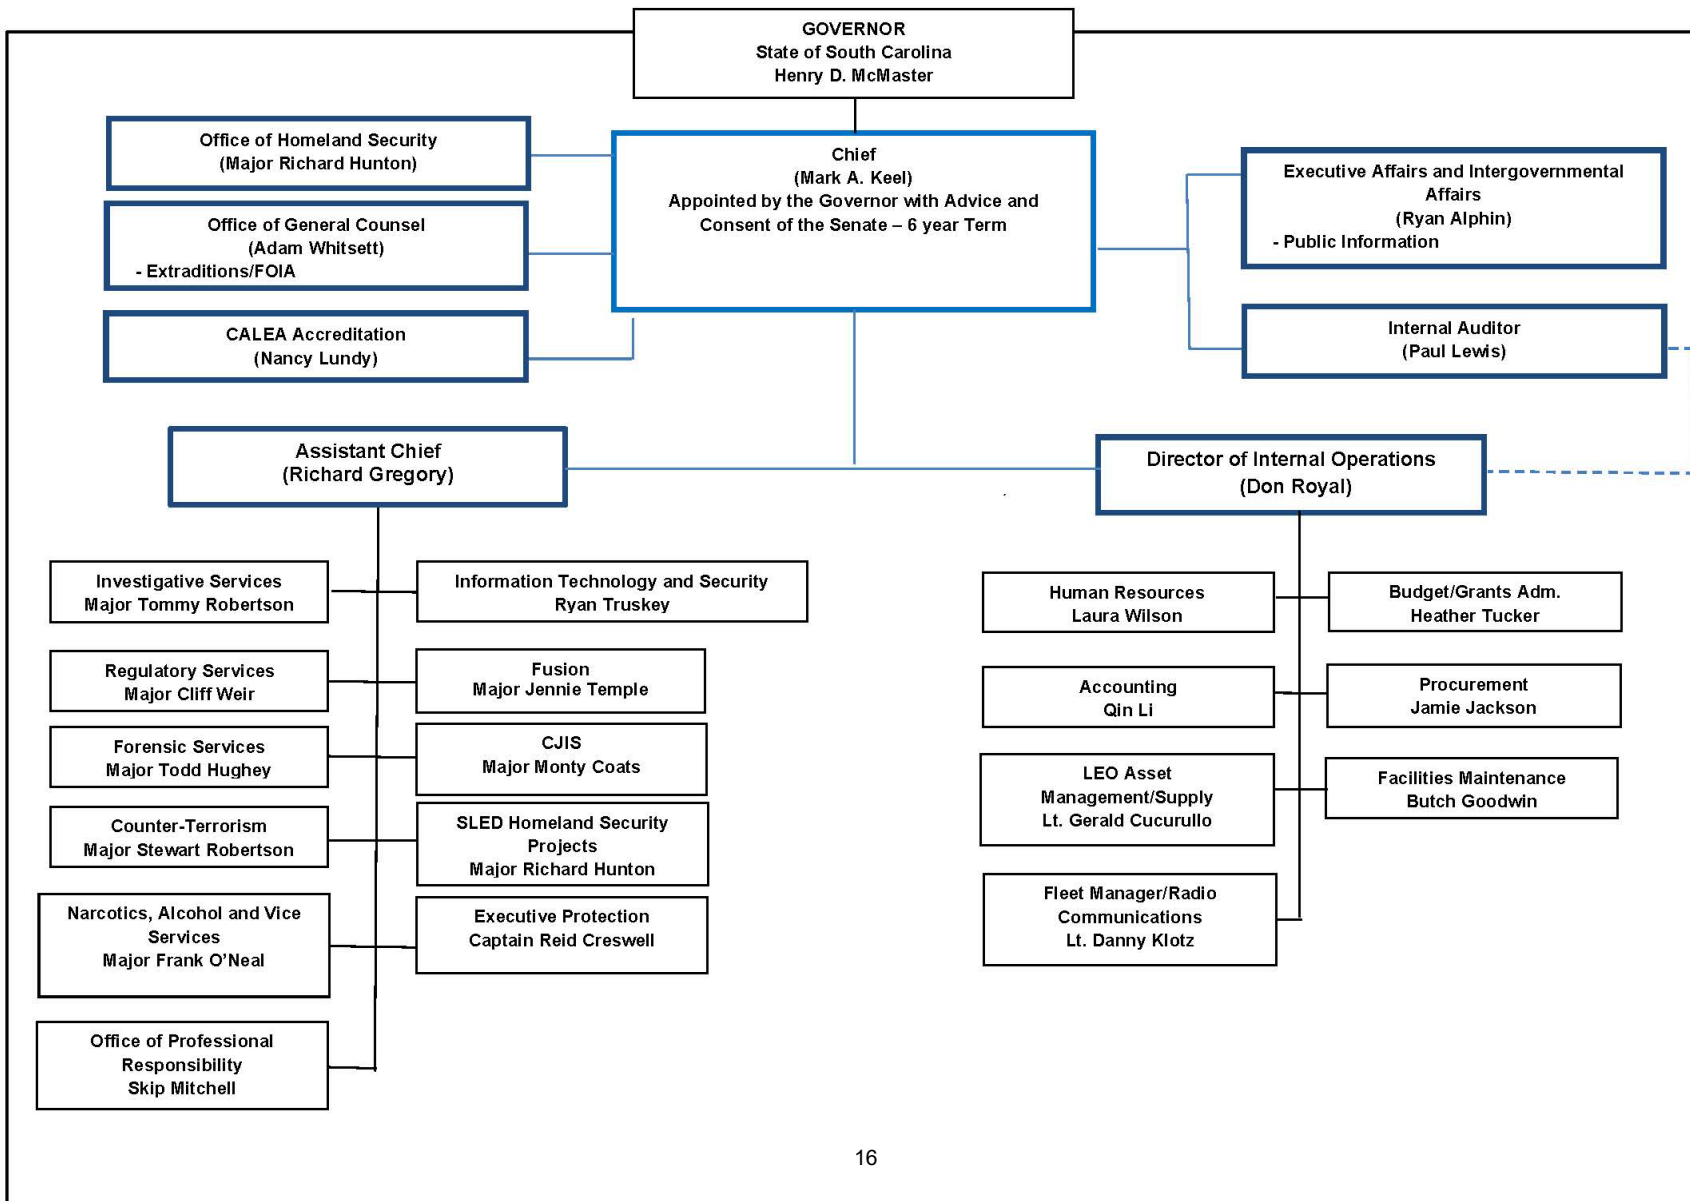 GOVERNOR
State of South Carolina
Henry D. McMaster
Office of Homeland Security
(Major Richard Hunton)
Chief
(Mark A. Keel)
Appointed by the Governor with Advice and
Consent of the Senate – 6 year Term
Executive Affairs and Intergovernmental
Affairs
(Ryan Alphin)
- Public Information
Office of General Counsel
(Adam Whitsett)
- Extraditions/FOIA
CALEA Accreditation
(Nancy Lundy)
Internal Auditor
(Paul Lewis)
Assistant Chief
(Richard Gregory)
Director of Internal Operations
(Don Royal)
Investigative Services
Major Tommy Robertson
Information Technology and Security
Ryan Truskey
Regulatory Services
Major Cliff Weir
Fusion
Major Jennie Temple
Forensic Services
Major Todd Hughey
CJIS
Major Monty Coats
Counter-Terrorism
Major Stewart Robertson
SLED Homeland Security
Projects
Major Richard Hunton
Narcotics, Alcohol and Vice
Services
Major Frank O’Neal
Executive Protection
Captain Reid Creswell
Office of Professional
Responsibility
Skip Mitchell
Human Resources
Laura Wilson
Budget/Grants Adm.
Heather Tucker
Accounting
Qin Li
Procurement
Jamie Jackson
LEO Asset
Management/Supply
Lt. Gerald Cucurullo
Facilities Maintenance
Butch Goodwin
Fleet Manager/Radio
Communications
Lt. Danny Klotz
16